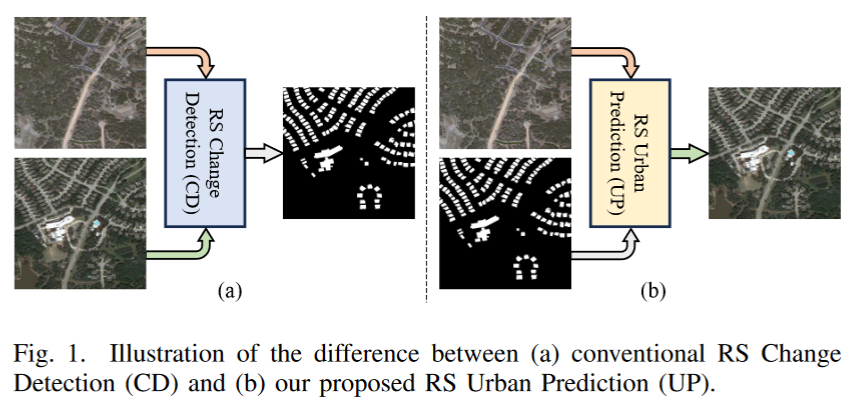 RS Change
Detection (CD)
(a)
RS Urban
Prediction (UP)
(b)
Fig. 1. Illustration of the difference between (a) conventional RS Change
Detection (CD) and (b) our proposed RS Urban Prediction (UP).